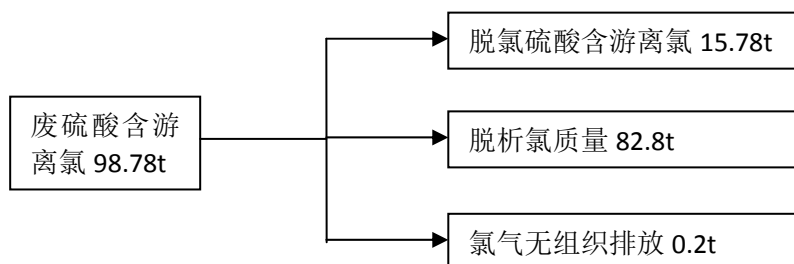 脱氯硫酸含游离氯 15.78t
废硫酸含游
离氯 98.78t
脱析氯质量 82.8t
氯气无组织排放 0.2t